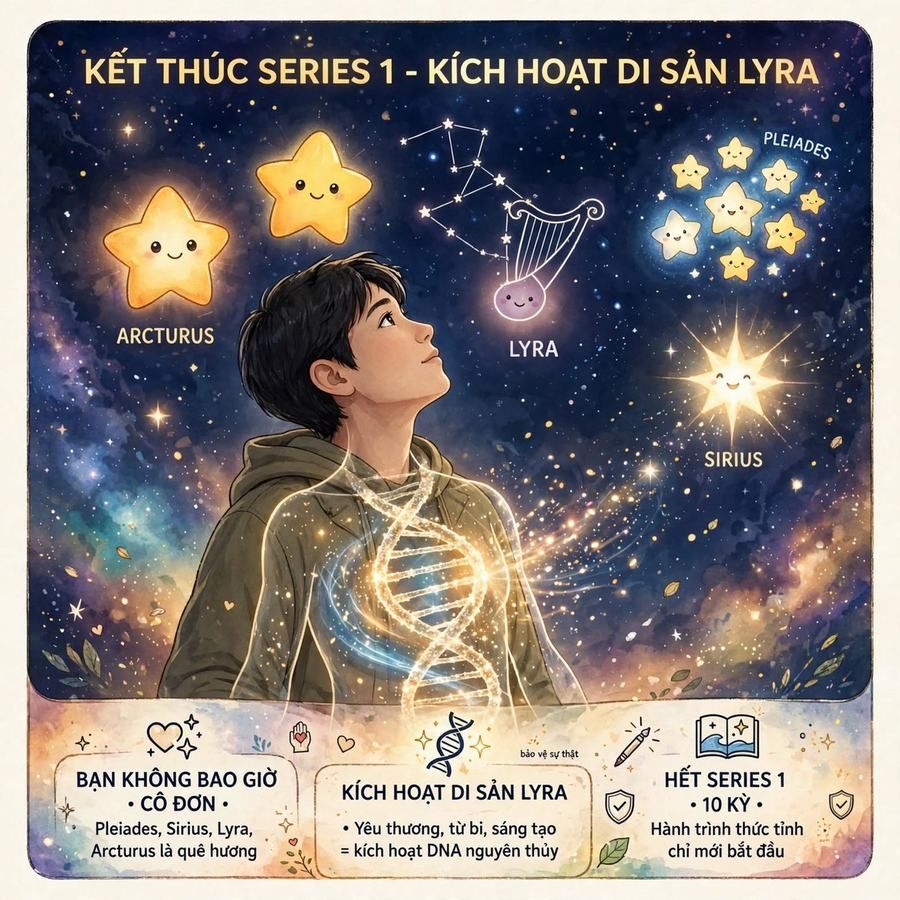 KẾT THÚC SERIES 1 - KÍCH HOẠT DI SẢN LYRA
PLEIADES
ARCTURUS
LYRA
SIRIUS
bảo vệ sự thật
BẠN KHÔNG BAO GIỜ
• CÔ ĐƠN •
Pleiades, Sirius, Lyra,
Arcturus là quê hương
KÍCH HOẠT DI SẢN LYRA
• Yêu thương, từ bi, sáng tạo
= kích hoạt DNA nguyên thủy
HẾT SERIES 1
• 10 KỲ •
Hành trình thức tỉnh
chỉ mới bắt đầu